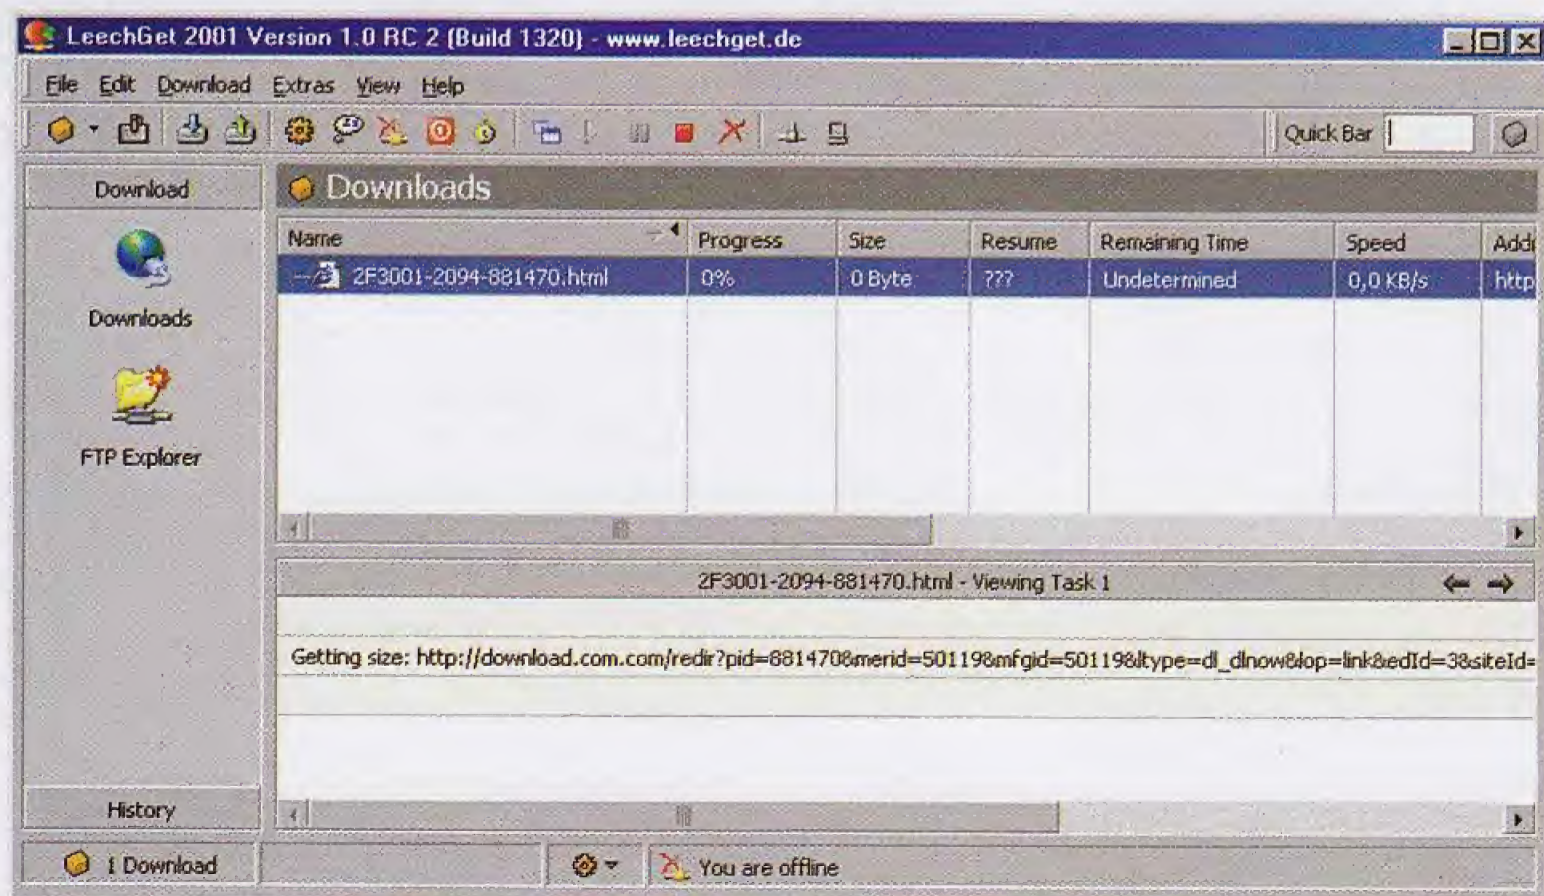 LeechGet 2001 Version 1.0 RC 2 (Build 1320) - www.leechget.de
File Edit Download Extras View Help
Quick Bar
Download
Downloads
Name Progress Size Resume Remaining Time Speed Addr
2F3001-2094-881470.html 0% 0 Byte ??? Undetermined 0,0 KB/s http
Downloads
FTP Explorer
2F3001-2094-881470.html - Viewing Task 1
Getting size: http://download.com.com/redir?pid=881470&merid=50119&mfgid=50119&ltype=dl_dlnow&lop=link&edId=3&siteId=
History
1 Download You are offline